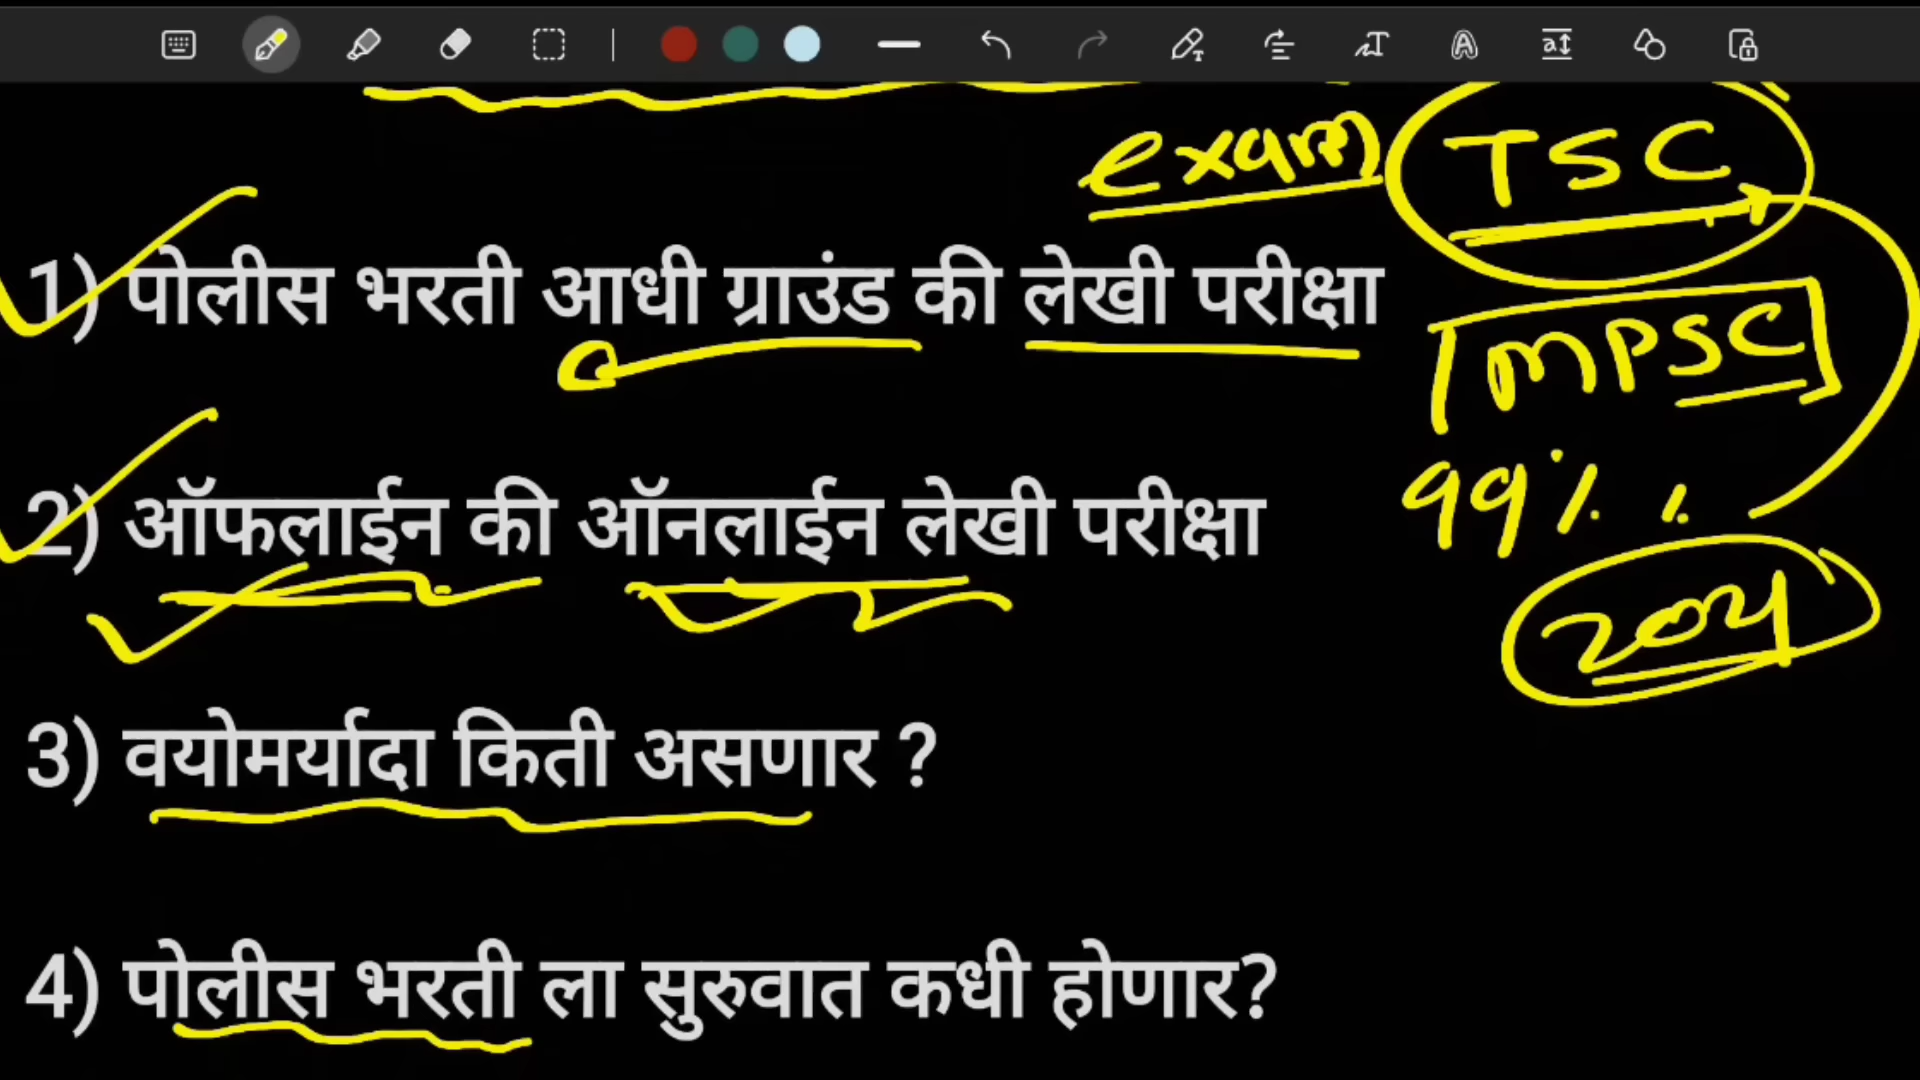 exam TSC
1) पोलीस भरती आधी ग्राउंड की लेखी परीक्षा
MPSC
99%.
2) ऑफलाईन की ऑनलाईन लेखी परीक्षा
3) वयोमर्यादा किती असणार ?
4) पोलीस भरती ला सुरुवात कधी होणार?